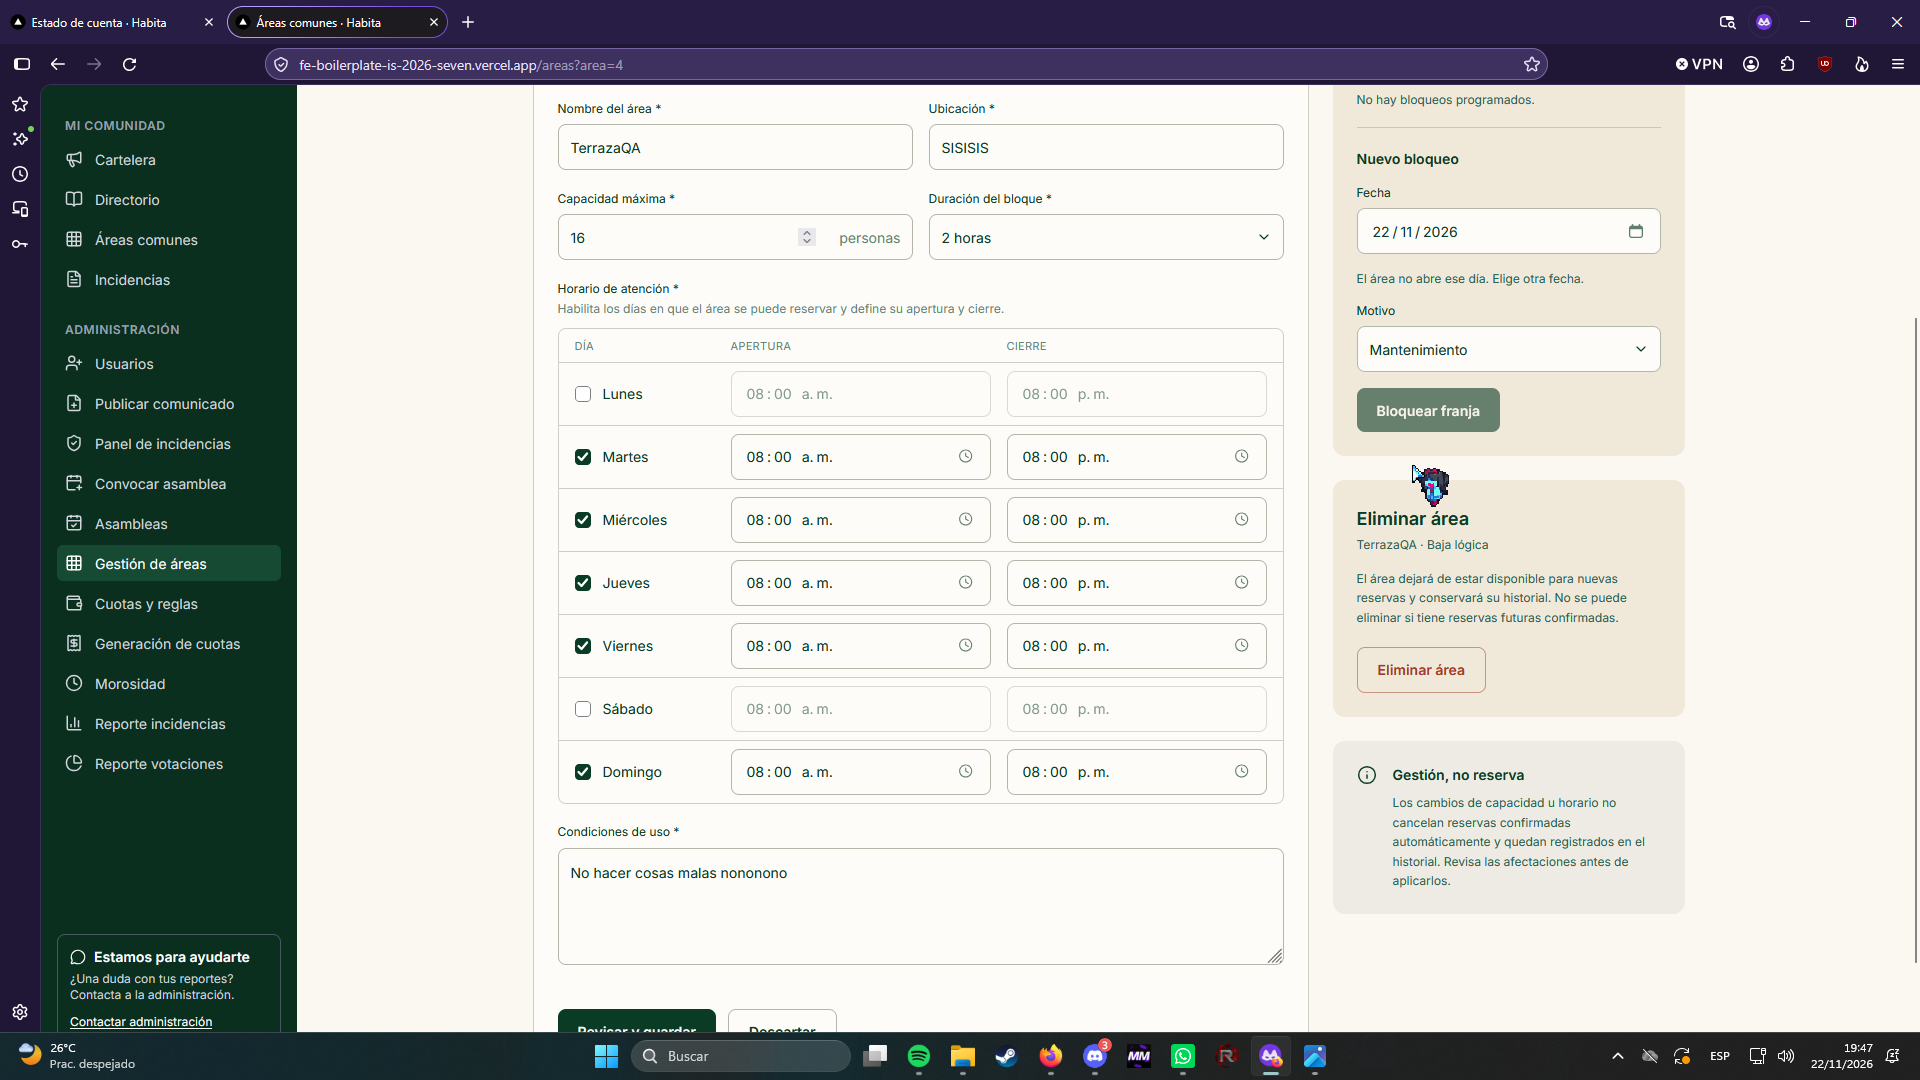 Estado de cuenta · Habita
Áreas comunes · Habita
fe-boilerplate-is-2026-seven.vercel.app/areas?area=4
VPN
MI COMUNIDAD
Cartelera
Directorio
Áreas comunes
Incidencias
ADMINISTRACIÓN
Usuarios
Publicar comunicado
Panel de incidencias
Convocar asamblea
Asambleas
Gestión de áreas
Cuotas y reglas
Generación de cuotas
Morosidad
Reporte incidencias
Reporte votaciones
Estamos para ayudarte
¿Una duda con tus reportes?
Contacta a la administración.
Contactar administración
Nombre del área *
TerrazaQA
Ubicación *
SISISIS
Capacidad máxima *
16 personas
Duración del bloque *
2 horas
Horario de atención *
Habilita los días en que el área se puede reservar y define su apertura y cierre.
DÍA APERTURA CIERRE
Lunes 08:00 a. m. 08:00 p. m.
Martes 08:00 a. m. 08:00 p. m.
Miércoles 08:00 a. m. 08:00 p. m.
Jueves 08:00 a. m. 08:00 p. m.
Viernes 08:00 a. m. 08:00 p. m.
Sábado 08:00 a. m. 08:00 p. m.
Domingo 08:00 a. m. 08:00 p. m.
Condiciones de uso *
No hacer cosas malas nononono
Revisar y guardar
Descartar
No hay bloqueos programados.
Nuevo bloqueo
Fecha
22/11/2026
El área no abre ese día. Elige otra fecha.
Motivo
Mantenimiento
Bloquear franja
Eliminar área
TerrazaQA · Baja lógica
El área dejará de estar disponible para nuevas
reservas y conservará su historial. No se puede
eliminar si tiene reservas futuras confirmadas.
Eliminar área
Gestión, no reserva
Los cambios de capacidad u horario no
cancelan reservas confirmadas
automáticamente y quedan registrados en el
historial. Revisa las afectaciones antes de
aplicarlos.
26°C
Prac. despejado
Buscar
3
MM
R
ESP
19:47
22/11/2026